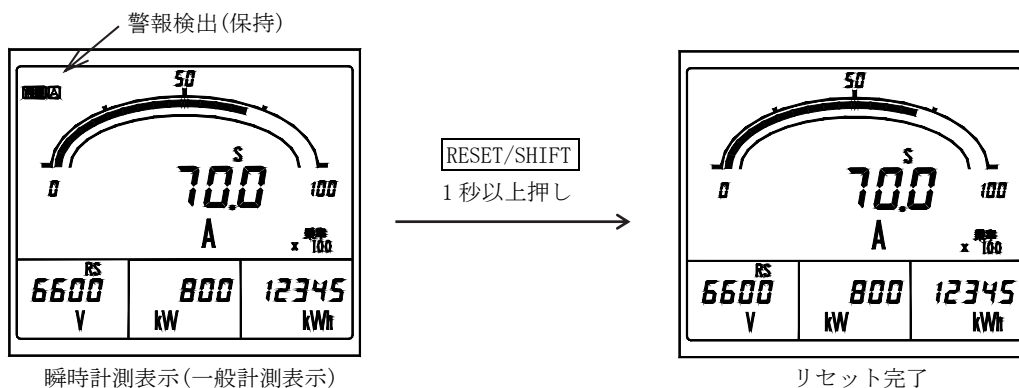 警報検出(保持)
50
S
70.0
0
100
A
乗率
x 100
RS
6600
800
12345
V
kW
kWh
瞬時計測表示(一般計測表示)
RESET/SHIFT
1秒以上押し
50
S
70.0
0
100
A
乗率
x 100
RS
6600
800
12345
V
kW
kWh
リセット完了